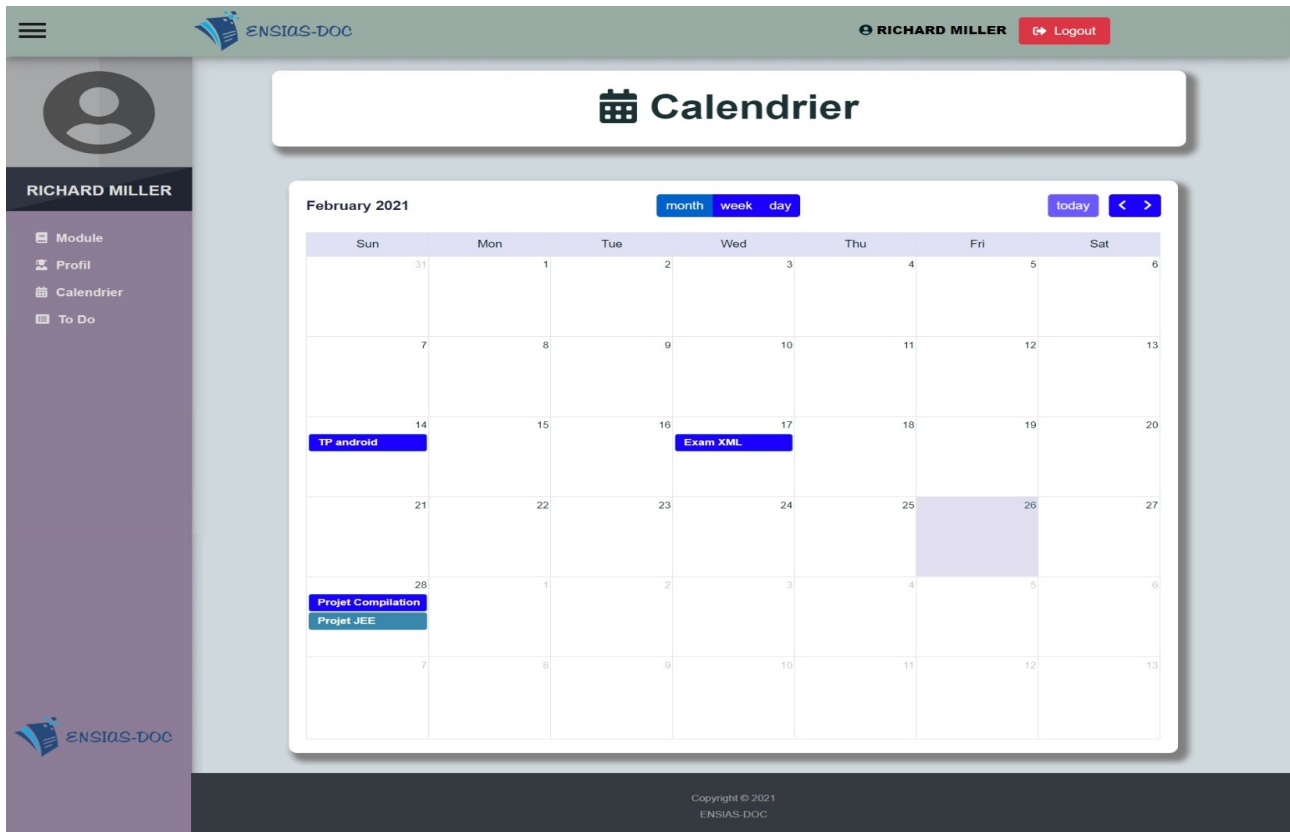 ENSIAS-DOC
RICHARD MILLER Logout
Calendrier
RICHARD MILLER
Module
Profil
Calendrier
To Do
February 2021 month week day today
Sun Mon Tue Wed Thu Fri Sat
31 1 2 3 4 5 6
7 8 9 10 11 12 13
14 15 16 17 18 19 20
TP android Exam XML
21 22 23 24 25 26 27
28 1 2 3 4 5 6
Projet Compilation
Projet JEE
7 8 9 10 11 12 13
ENSIAS-DOC
Copyright © 2021
ENSIAS-DOC